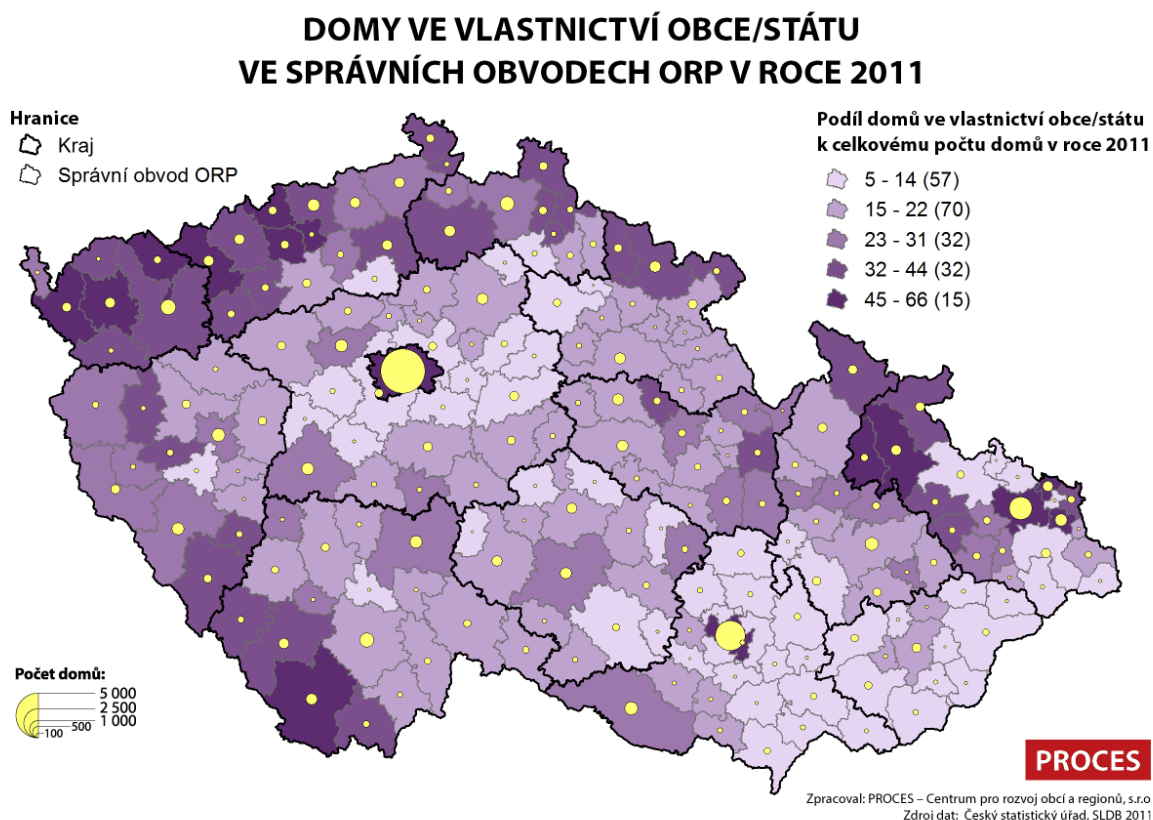 DOMY VE VLASTNICTVÍ OBCE/STÁTU
VE SPRÁVNÍCH OBVODECH ORP V ROCE 2011
Hranice
Kraj
Správní obvod ORP
Podíl domů ve vlastnictví obce/státu
k celkovému počtu domů v roce 2011
5 - 14 (57)
15 - 22 (70)
23 - 31 (32)
32 - 44 (32)
45 - 66 (15)
Počet domů:
5 000
2 500
1 000
500
100
PROCES
Zpracoval: PROCES – Centrum pro rozvoj obcí a regionů, s.r.o
Zdroj dat: Český statistický úřad, SLDB 2011